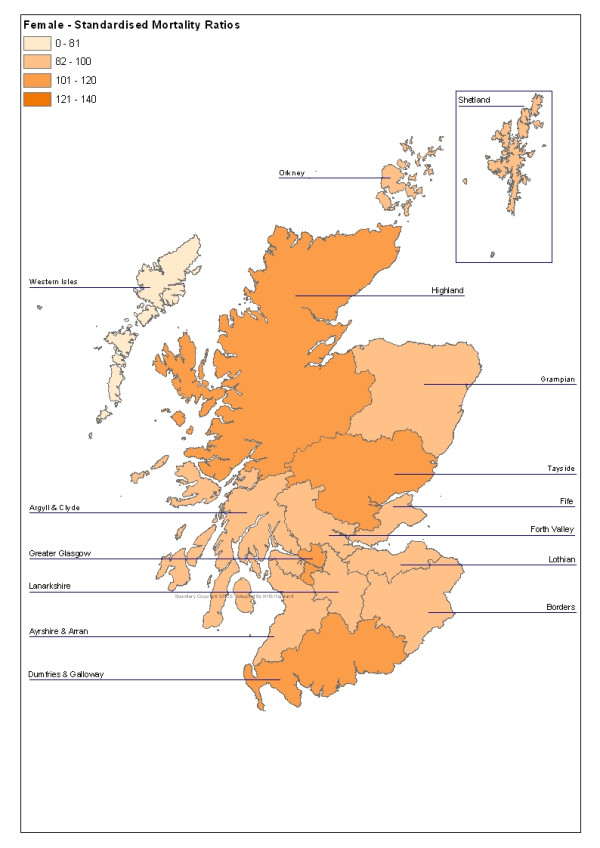 Female - Standardised Mortality Ratios
0 - 81
82 - 100
101 - 120
121 - 140
Shetland
Orkney
Western Isles
Highland
Grampian
Tayside
Fife
Argyll & Clyde
Forth Valley
Greater Glasgow
Lothian
Lanarkshire
Boundary Copyright
Borders
Ayrshire & Arran
Dumfries & Galloway